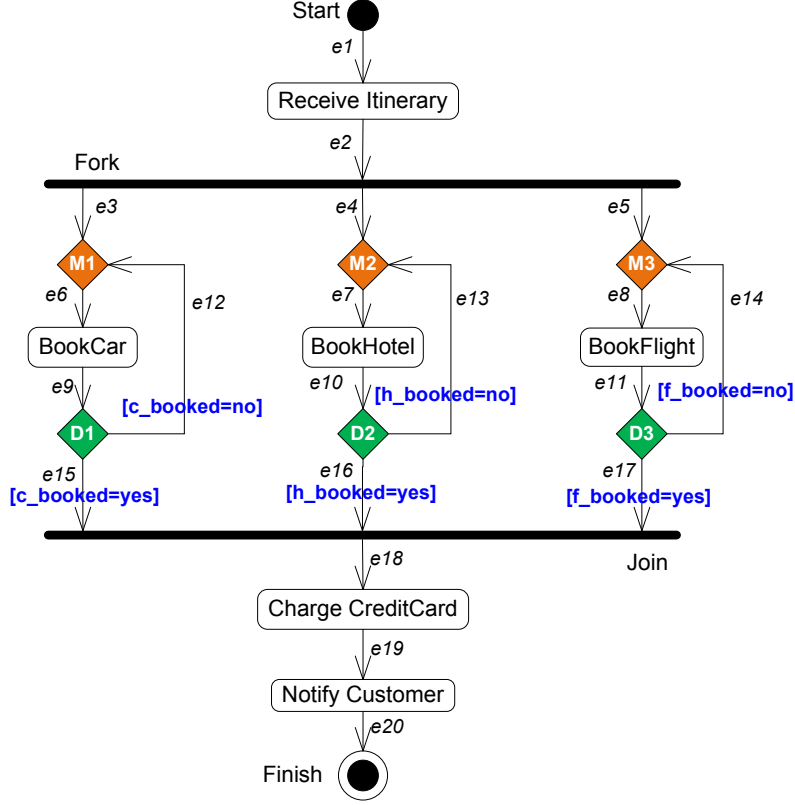 Start
e1
Receive Itinerary
e2
Fork
e3
e4
e5
M1
M2
M3
e6
e12
e7
e13
e8
e14
BookCar
BookHotel
BookFlight
e9
e10
e11
[c_booked=no]
[h_booked=no]
[f_booked=no]
D1
D2
D3
e15
e16
e17
[c_booked=yes]
[h_booked=yes]
[f_booked=yes]
e18
Join
Charge CreditCard
e19
Notify Customer
e20
Finish